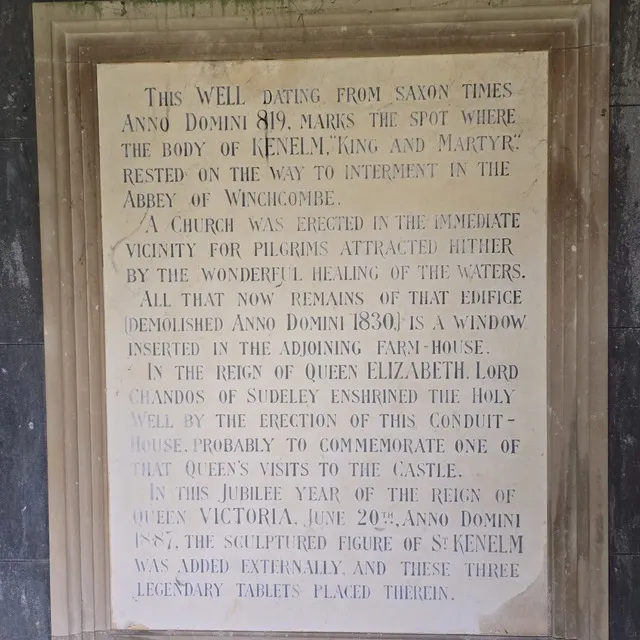 THIS WELL DATING FROM SAXON TIMES
ANNO DOMINI 819, MARKS THE SPOT WHERE
THE BODY OF KENELM, "KING AND MARTYR,"
RESTED ON THE WAY TO INTERMENT IN THE
ABBEY OF WINCHCOMBE.
A CHURCH WAS ERECTED IN THE IMMEDIATE
VICINITY FOR PILGRIMS ATTRACTED HITHER
BY THE WONDERFUL HEALING OF THE WATERS.
ALL THAT NOW REMAINS OF THAT EDIFICE
(DEMOLISHED ANNO DOMINI 1830,) IS A WINDOW
INSERTED IN THE ADJOINING FARM-HOUSE.
IN THE REIGN OF QUEEN ELIZABETH, LORD
CHANDOS OF SUDELEY ENSHRINED THE HOLY
WELL BY THE ERECTION OF THIS CONDUIT-
HOUSE, PROBABLY TO COMMEMORATE ONE OF
THAT QUEEN'S VISITS TO THE CASTLE.
IN THIS JUBILEE YEAR OF THE REIGN OF
QUEEN VICTORIA, JUNE 20TH, ANNO DOMINI
1887, THE SCULPTURED FIGURE OF ST KENELM
WAS ADDED EXTERNALLY, AND THESE THREE
LEGENDARY TABLETS PLACED THEREIN.